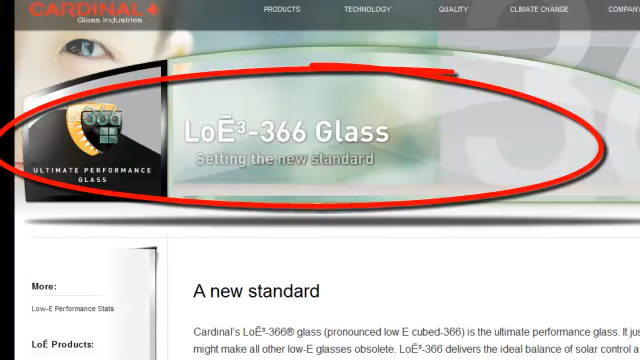 CARDINAL
Glass Industries
PRODUCTS TECHNOLOGY QUALITY CLIMATE CHANGE COMPANY
366
ULTIMATE PERFORMANCE
GLASS
LoĒ³-366 Glass
Setting the new standard
More:
Low-E Performance Stats
LoĒ Products:
A new standard
Cardinal's LoĒ³-366® glass (pronounced low E cubed-366) is the ultimate performance glass. It
might make all other low-E glasses obsolete. LoĒ³-366 delivers the ideal balance of solar control